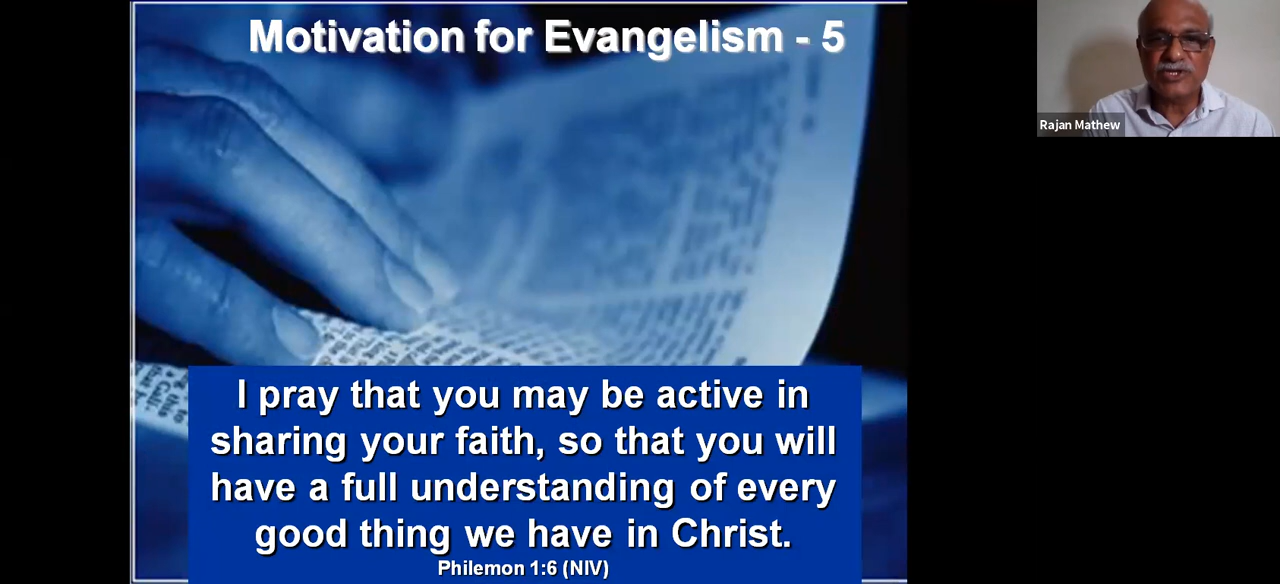 Motivation for Evangelism - 5
Rajan Mathew
I pray that you may be active in
sharing your faith, so that you will
have a full understanding of every
good thing we have in Christ.
Philemon 1:6 (NIV)